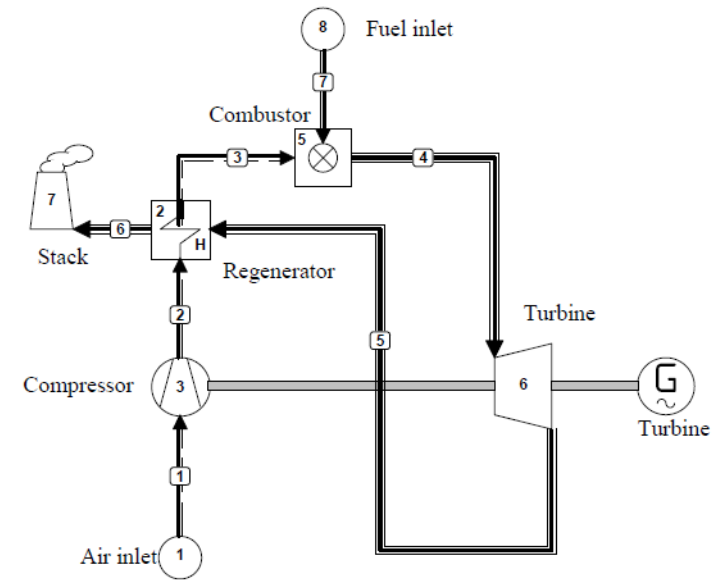 8 Fuel inlet
7
Combustor
5
3
4
7
2
6
H
Stack
Regenerator
2
Turbine
5
Compressor
3
6
G
Turbine
1
Air inlet 1